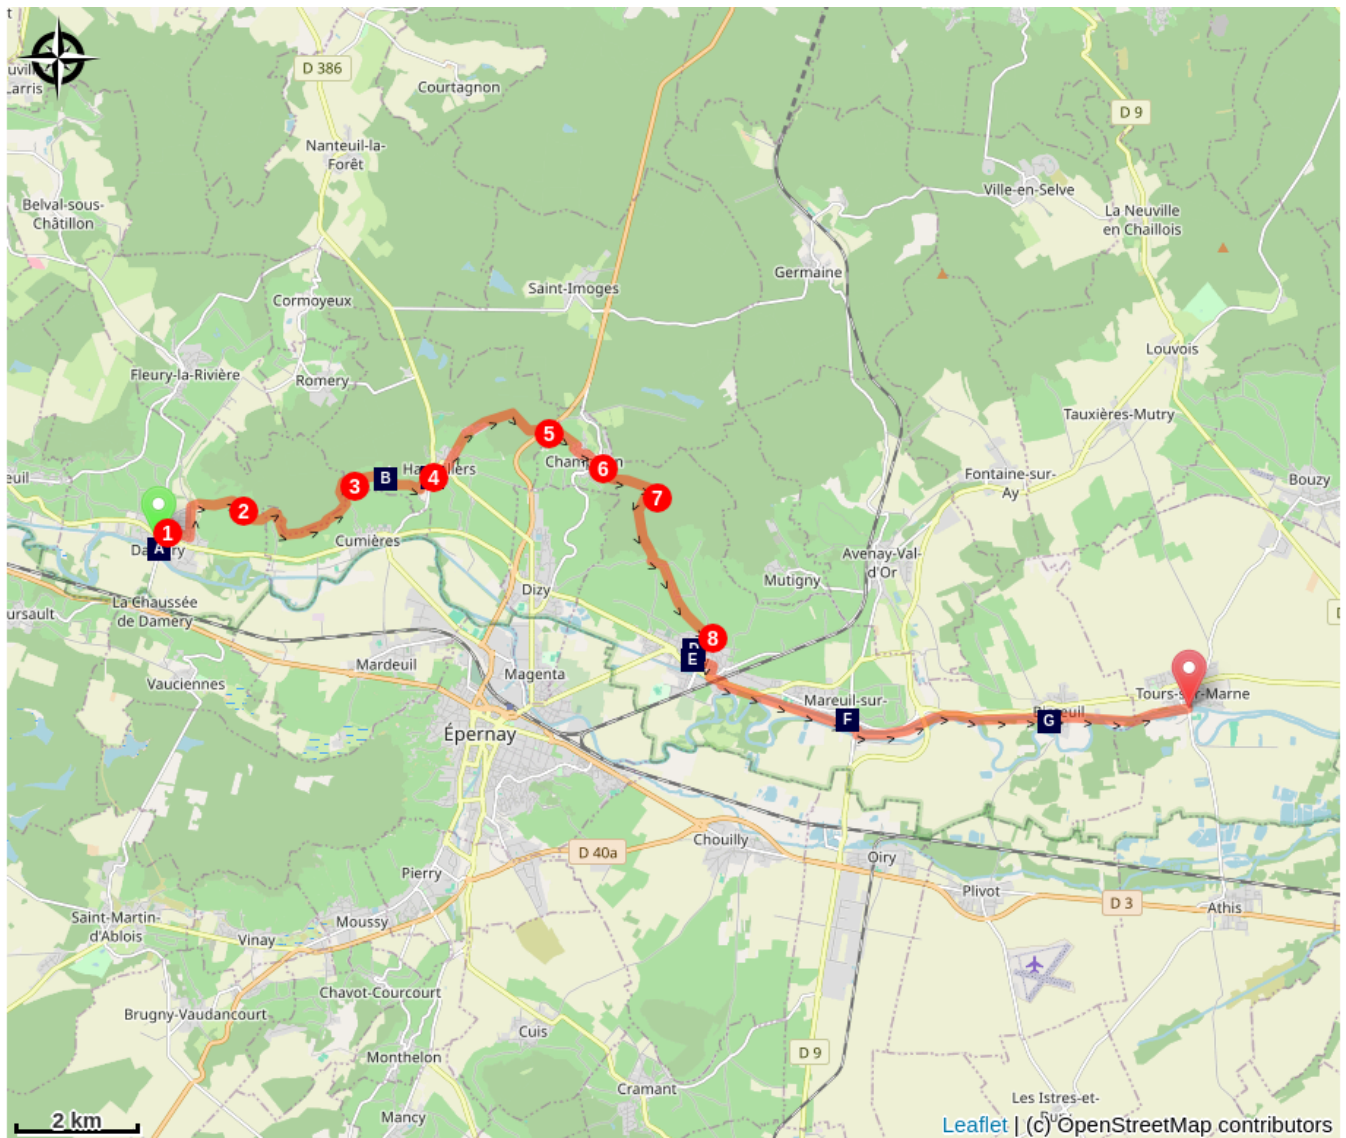 D 386
Courtagnon
Larris
D 9
Nanteuil-la-
Forêt
Ville-en-Selve
Belval-sous-
Châtillon
La Neuville
en Chaillois
Germaine
Saint-Imoges
Cormoyeux
Louvois
Fleury-la-Rivière
Romery
Tauxières-Mutry
5
6
B
4
3
7
Fontaine-sur-
Ay
Bouzy
2
1
A
Cumières
Avenay-Val-
d'Or
Mutigny
Dizy
La Chaussée
de Damery
8
E
Mardeuil
Magenta
Vauciennes
Mareuil-sur-
F
G
Tours-sur-Marne
Épernay
Chouilly
D 40a
Oiry
Pierry
Plivot
D 3
Athis
Saint-Martin-
d'Ablois
Moussy
Vinay
Chavot-Courcourt
Brugny-Vaudancourt
Cuis
Monthelon
D 9
Cramant
Les Istres-et-
Mancy
2 km
Leaflet | (c) OpenStreetMap contributors